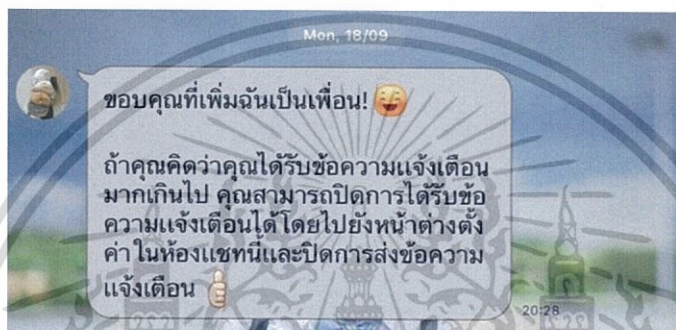 Mon, 18/09
ขอบคุณที่เพิ่มฉันเป็นเพื่อน!
ถ้าคุณคิดว่าคุณได้รับข้อความแจ้งเตือน
มากเกินไป คุณสามารถปิดการได้รับข้อ
ความแจ้งเตือนได้โดยไปยังหน้าต่างตั้ง
ค่าในห้องแชทนี้และปิดการส่งข้อความ
แจ้งเตือน
20:28